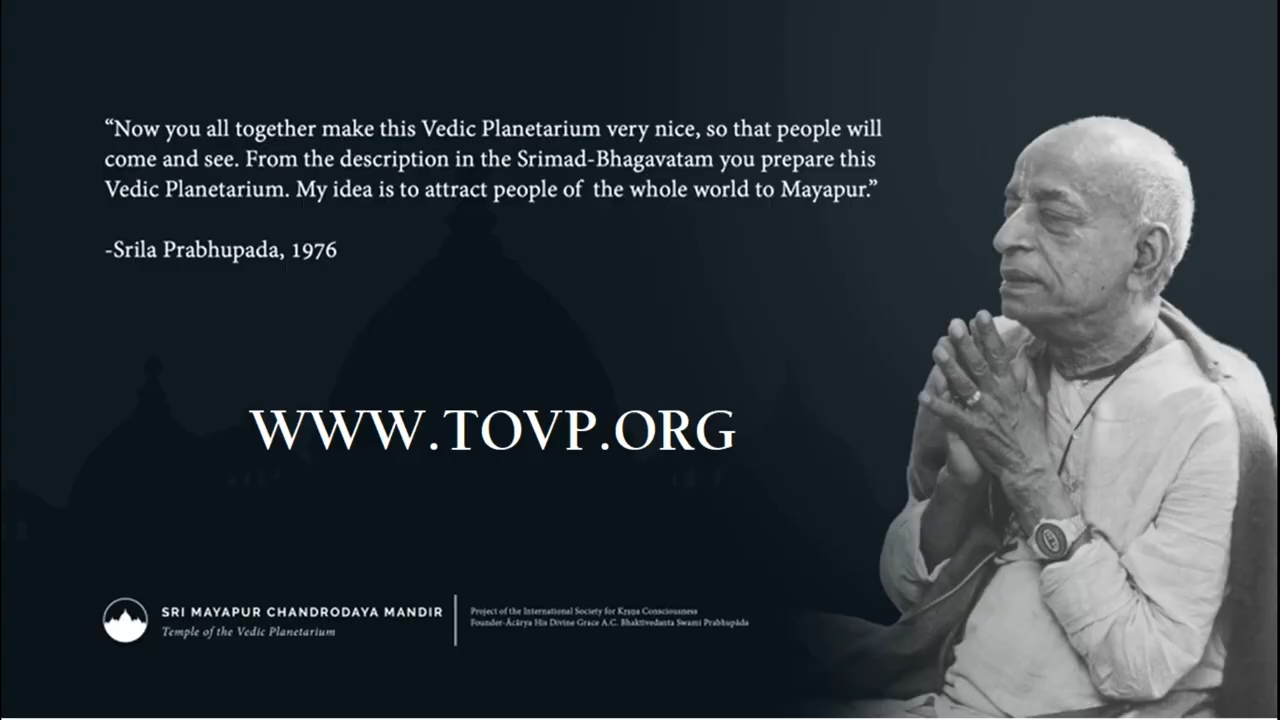 “Now you all together make this Vedic Planetarium very nice, so that people will
come and see. From the description in the Srimad-Bhagavatam you prepare this
Vedic Planetarium. My idea is to attract people of the whole world to Mayapur.”
-Srila Prabhupada, 1976
WWW.TOVP.ORG
SRI MAYAPUR CHANDRODAYA MANDIR
Temple of the Vedic Planetarium
Project of the International Society for Kṛṣṇa Consciousness
Founder-Ācārya His Divine Grace A.C. Bhaktivedanta Swami Prabhupāda